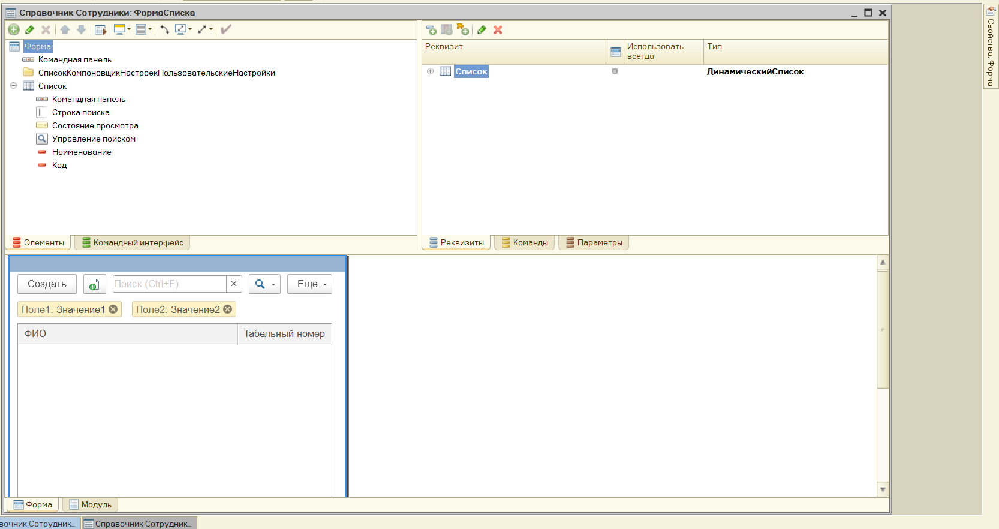 Справочник Сотрудники: ФормаСписка
Форма
Командная панель
СписокКомпоновщикНастроекПользовательскиеНастройки
Список
Командная панель
Строка поиска
Состояние просмотра
Управление поиском
Наименование
Код
Элементы
Командный интерфейс
Реквизит
Использовать всегда
Тип
Список
ДинамическийСписок
Реквизиты
Команды
Параметры
Создать
Поиск (Ctrl+F)
Еще
Поле1: Значение1
Поле2: Значение2
ФИО
Табельный номер
Форма
Модуль
вочник Сотрудник...
Справочник Сотрудник...
Свойства: Форма